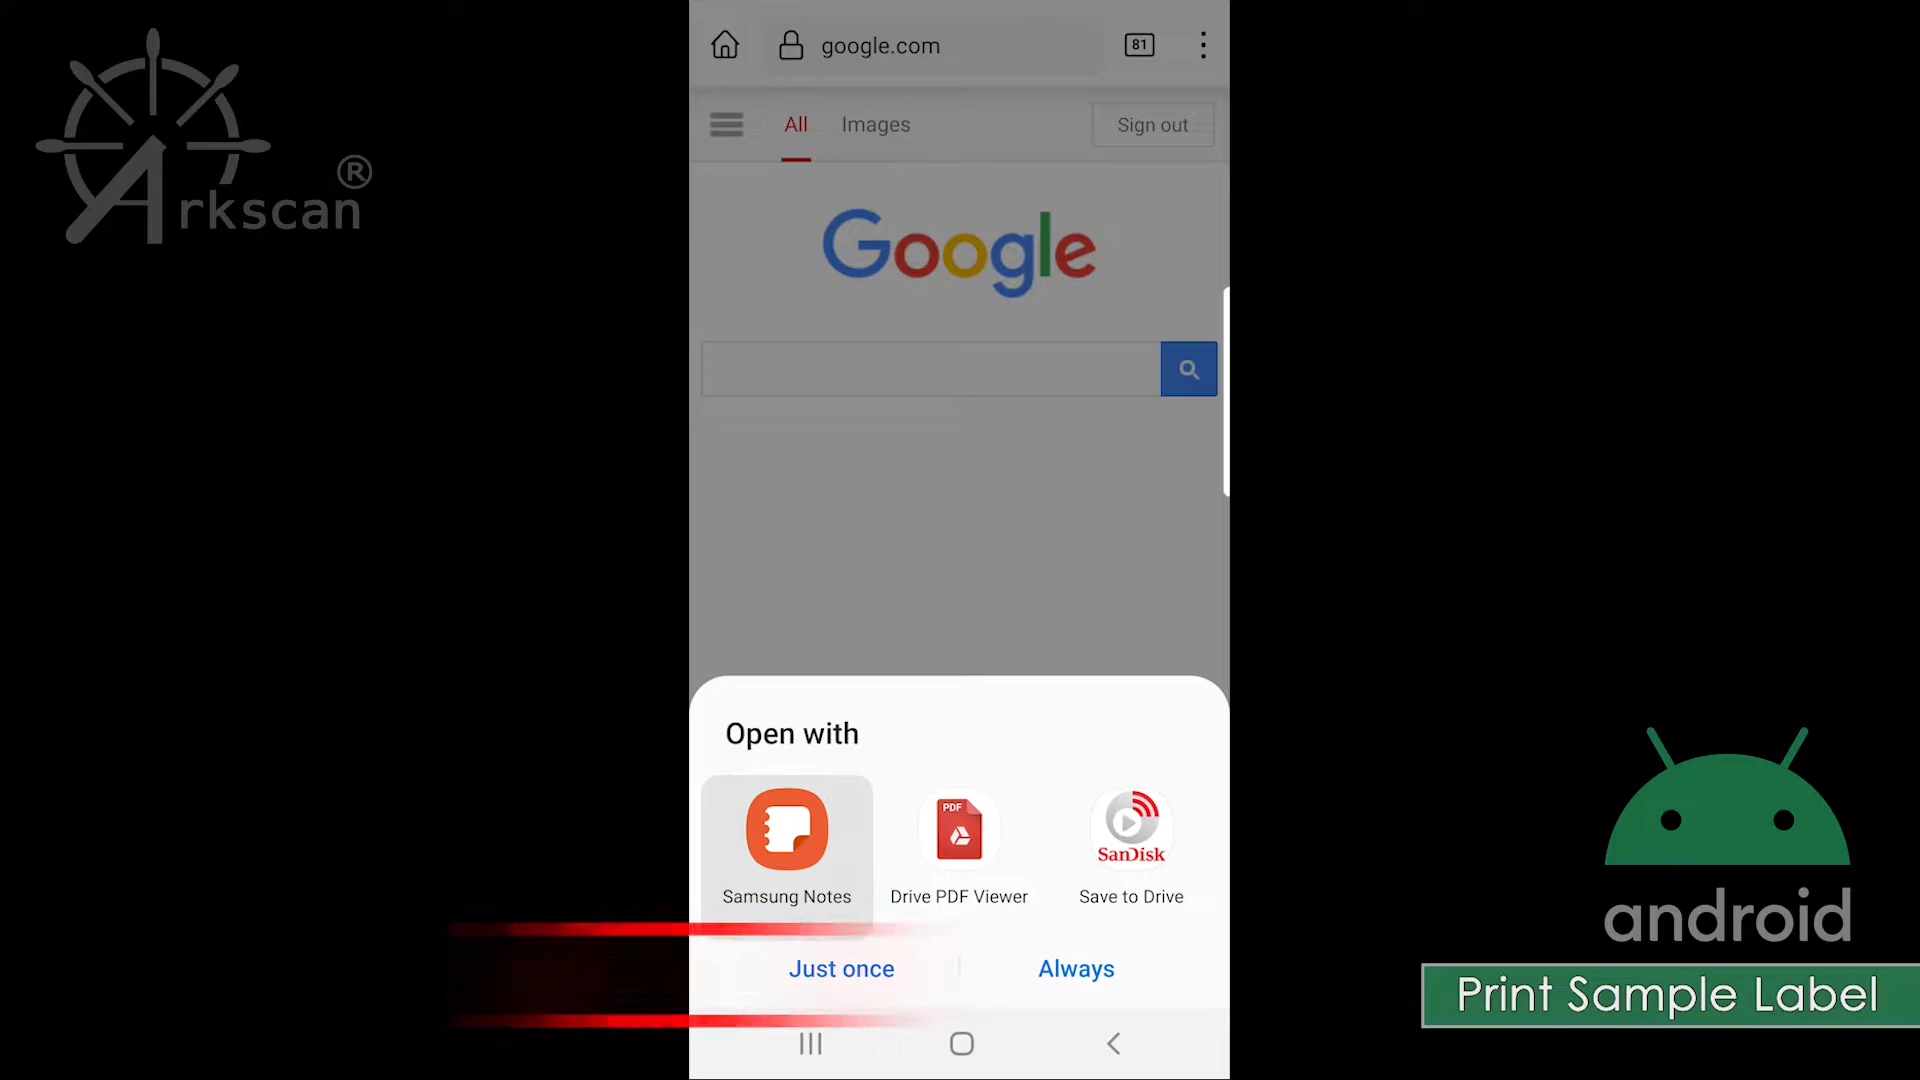 Arkscan®
google.com
81
All
Images
Sign out
Google
Open with
PDF
SanDisk
Samsung Notes
Drive PDF Viewer
Save to Drive
Just once
Always
android
Print Sample Label